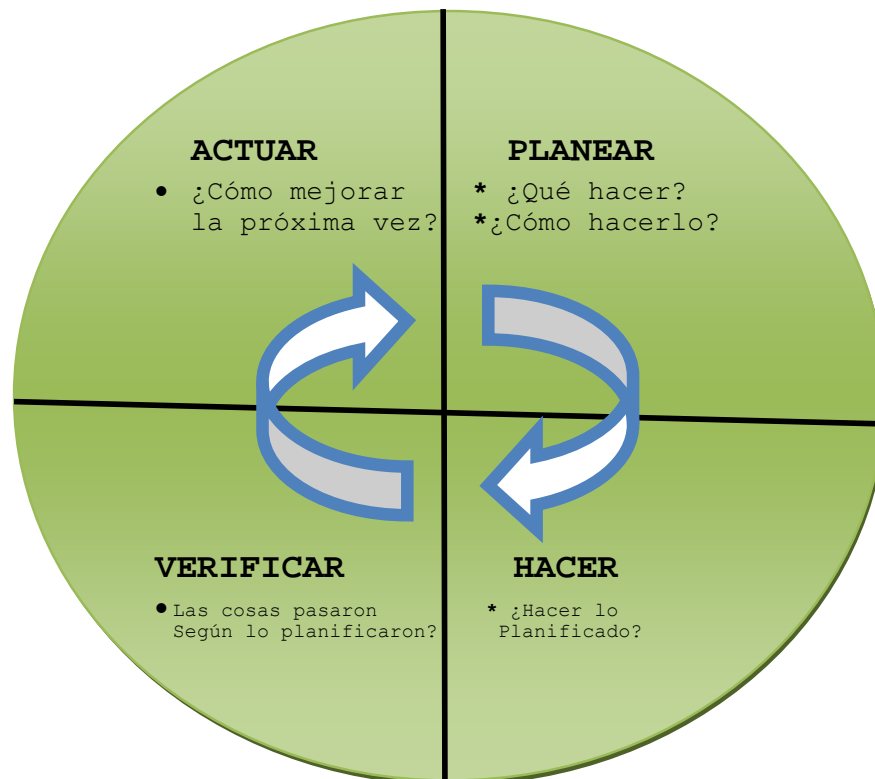 ACTUAR
• ¿Cómo mejorar
la próxima vez?
PLANEAR
* ¿Qué hacer?
*¿Cómo hacerlo?
VERIFICAR
• Las cosas pasaron
Según lo planificaron?
HACER
* ¿Hacer lo
Planificado?